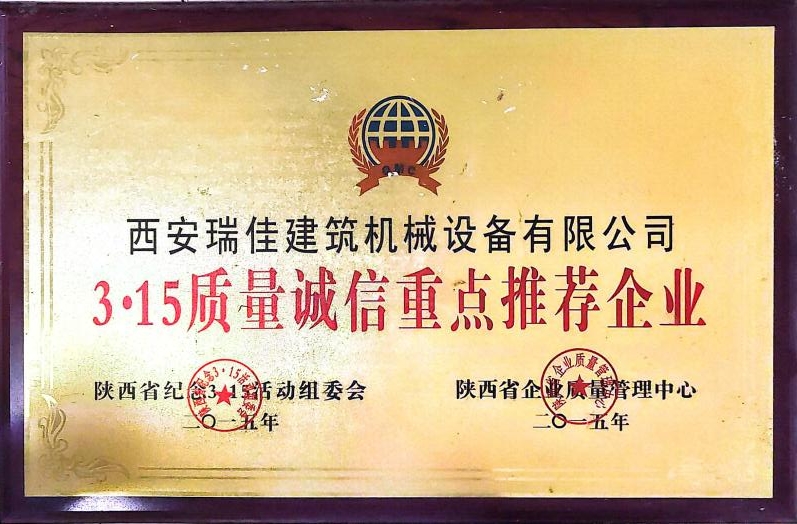 QMC
西安瑞佳建筑机械设备有限公司
3·15质量诚信重点推荐企业
陕西省纪念3·15活动组委会
陕西省企业质量管理中心
二〇一五年
二〇一五年